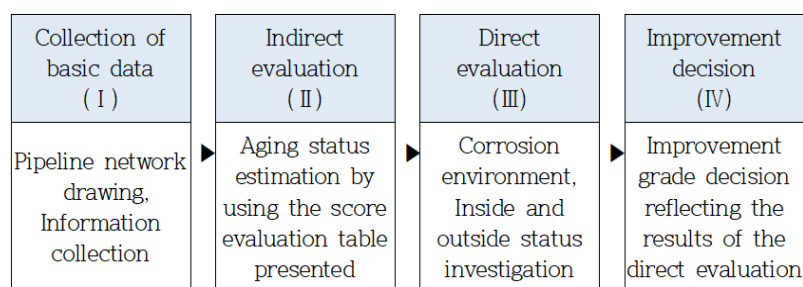 Collection of
basic data
(Ⅰ)
Pipeline network
drawing,
Information
collection
Indirect
evaluation
(Ⅱ)
Aging status
estimation by
using the score
evaluation table
presented
Direct
evaluation
(Ⅲ)
Corrosion
environment,
Inside and
outside status
investigation
Improvement
decision
(Ⅳ)
Improvement
grade decision
reflecting the
results of the
direct evaluation